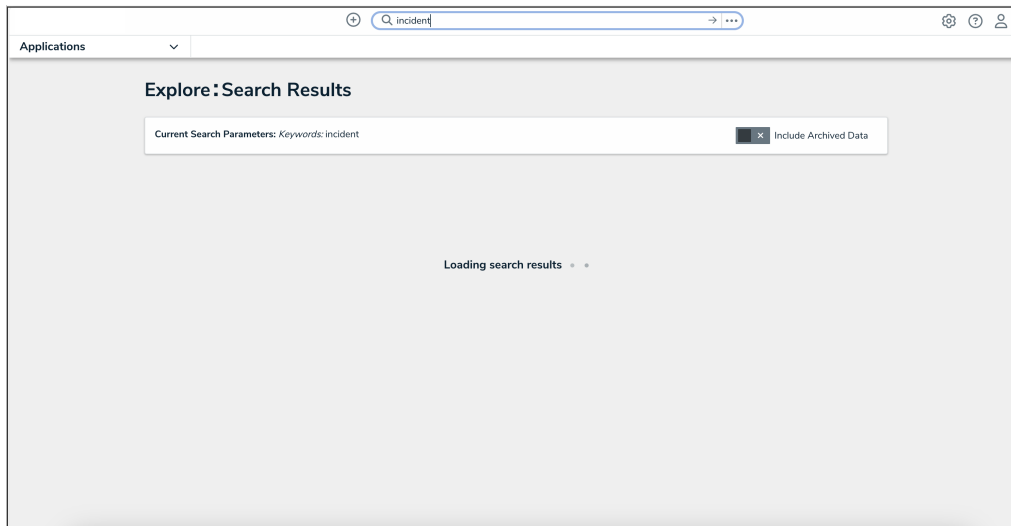 incident
Applications
Explore:Search Results
Current Search Parameters: Keywords: incident
Include Archived Data
Loading search results